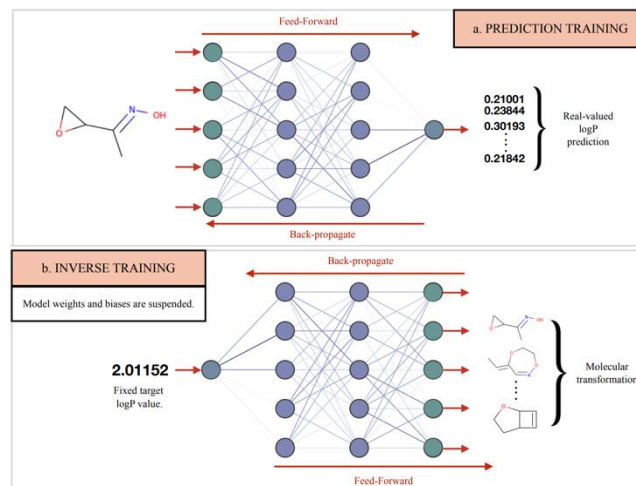 Feed-Forward
a. PREDICTION TRAINING
N
OH
O
0.21001
0.23844
0.30193
0.21842
Real-valued
logP
prediction
Back-propagate
b. INVERSE TRAINING
Model weights and biases are suspended.
Back-propagate
2.01152
Fixed target
logP value.
Molecular
transformation
Feed-Forward